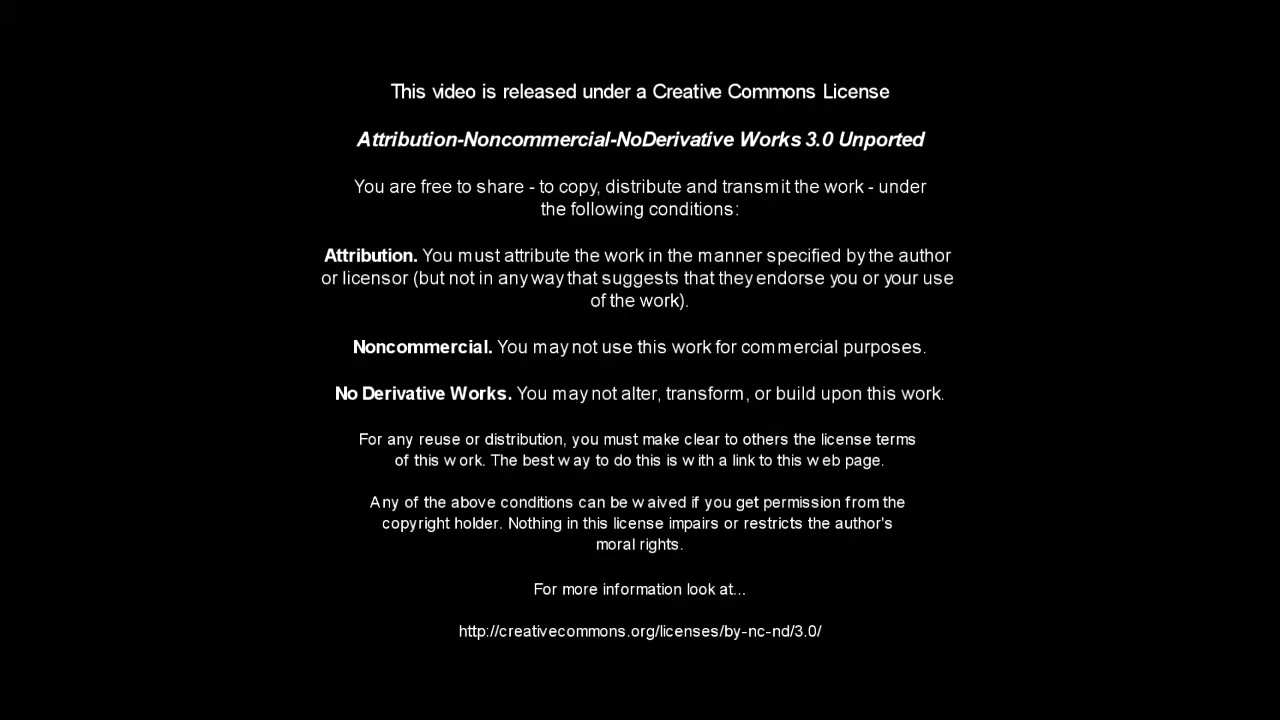 This video is released under a Creative Commons License
Attribution-Noncommercial-NoDerivative Works 3.0 Unported
You are free to share - to copy, distribute and transmit the work - under
the following conditions:
Attribution. You must attribute the work in the manner specified by the author
or licensor (but not in any way that suggests that they endorse you or your use
of the work).
Noncommercial. You may not use this work for commercial purposes.
No Derivative Works. You may not alter, transform, or build upon this work.
For any reuse or distribution, you must make clear to others the license terms
of this work. The best way to do this is with a link to this web page.
Any of the above conditions can be waived if you get permission from the
copyright holder. Nothing in this license impairs or restricts the author's
moral rights.
For more information look at...
http://creativecommons.org/licenses/by-nc-nd/3.0/